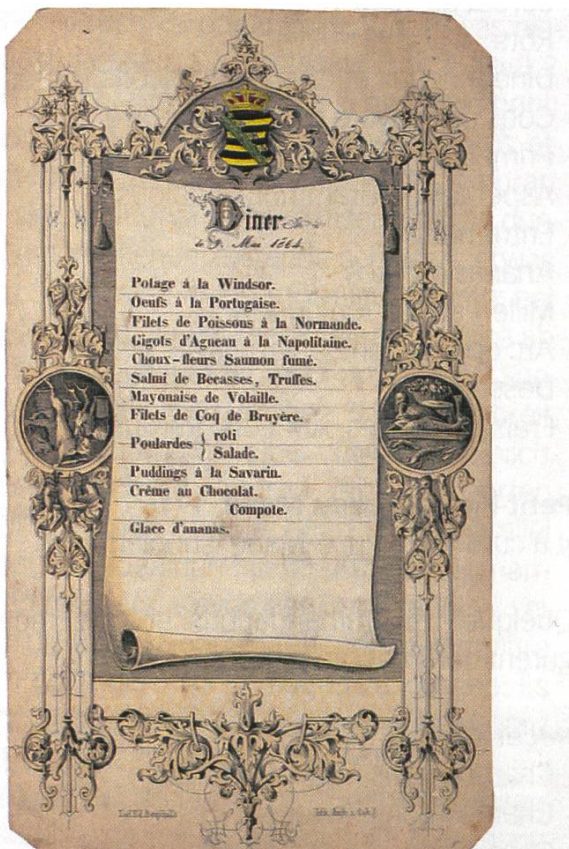 Diner
le 9. Mai 1864.
Potage à la Windsor.
Oeufs à la Portugaise.
Filets de Poissons à la Normande.
Gigots d'Agneau à la Napolitaine.
Choux-fleurs Saumon fumé.
Salmi de Becasses, Truffes.
Mayonaise de Volaille.
Filets de Coq de Bruyère.
Poulardes { roti
Salade.
Puddings à la Savarin.
Crême au Chocolat.
Compote.
Glace d'ananas.